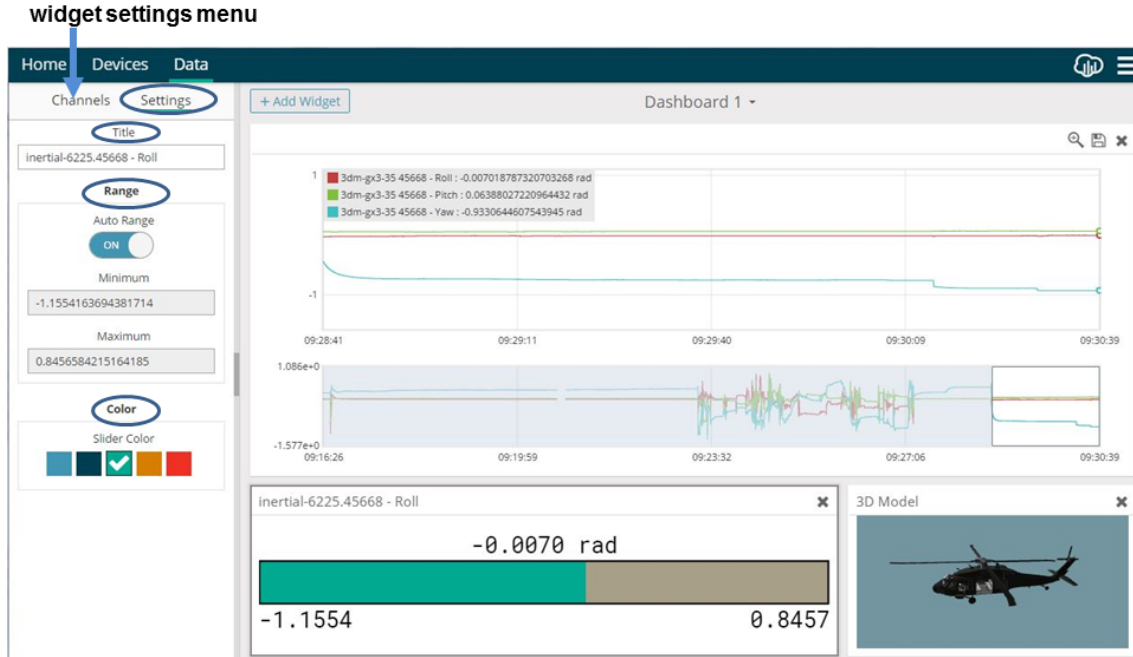 widget settings menu
Home Devices Data
Channels Settings
+ Add Widget
Dashboard 1
Title
inertial-6225.45668 - Roll
Range
Auto Range
ON
Minimum
-1.1554163694381714
Maximum
0.8456584215164185
Color
Slider Color
1
3dm-gx3-35 45668 - Roll : -0.007018787320703268 rad
3dm-gx3-35 45668 - Pitch : 0.06388027220964432 rad
3dm-gx3-35 45668 - Yaw : -0.9330644607543945 rad
-1
09:28:41 09:29:11 09:29:40 09:30:09 09:30:39
1.086e+0
-1.577e+0
09:16:26 09:19:59 09:23:32 09:27:06 09:30:39
inertial-6225.45668 - Roll
-0.0070 rad
-1.1554 0.8457
3D Model